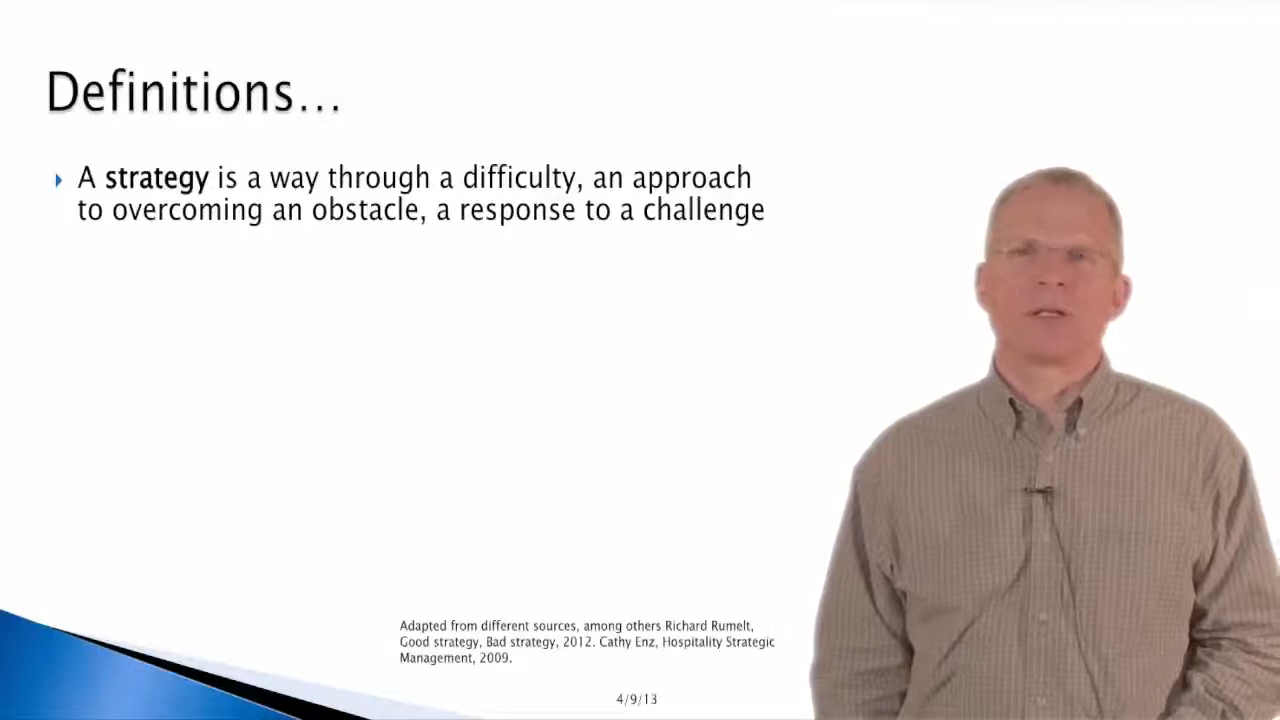 Definitions...
A strategy is a way through a difficulty, an approach
to overcoming an obstacle, a response to a challenge
Adapted from different sources, among others Richard Rumelt,
Good strategy, Bad strategy, 2012. Cathy Enz, Hospitality Strategic
Management, 2009.
4/9/13